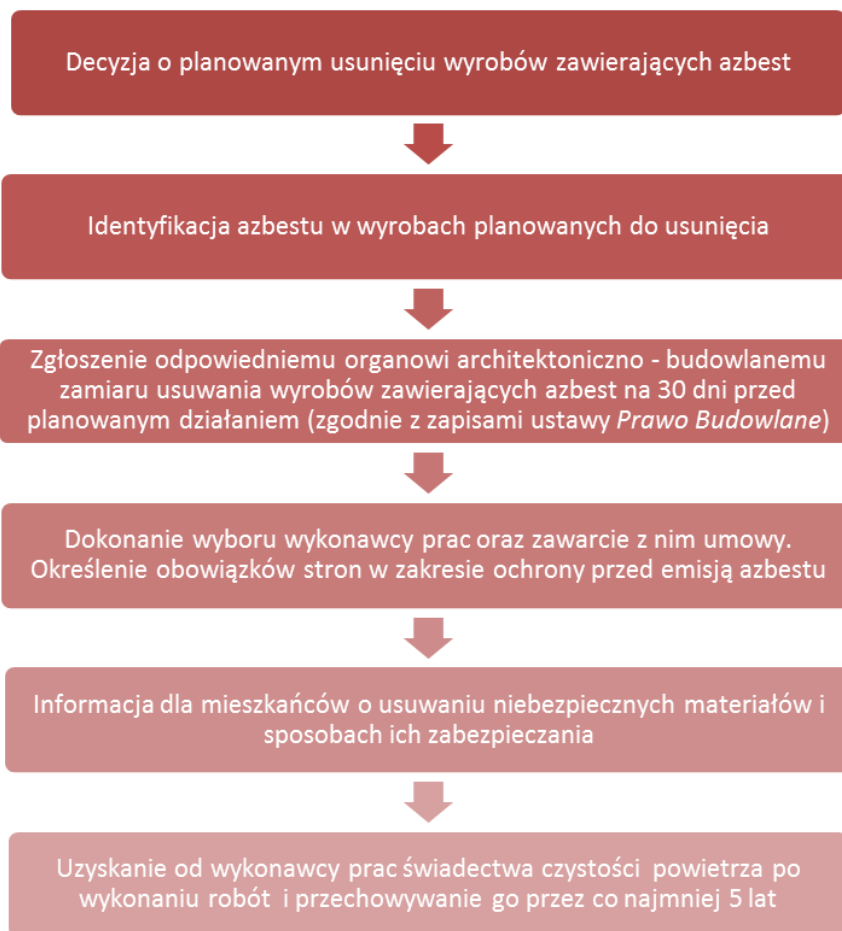 Decyzja o planowanym usunięciu wyrobów zawierających azbest
Identyfikacja azbestu w wyrobach planowanych do usunięcia
Zgłoszenie odpowiedniemu organowi architektoniczno - budowlanemu
zamiaru usuwania wyrobów zawierających azbest na 30 dni przed
planowanym działaniem (zgodnie z zapisami ustawy Prawo Budowlane)
Dokonanie wyboru wykonawcy prac oraz zawarcie z nim umowy.
Określenie obowiązków stron w zakresie ochrony przed emisją azbestu
Informacja dla mieszkańców o usuwaniu niebezpiecznych materiałów i
sposobach ich zabezpieczania
Uzyskanie od wykonawcy prac świadectwa czystości powietrza po
wykonaniu robót i przechowywanie go przez co najmniej 5 lat